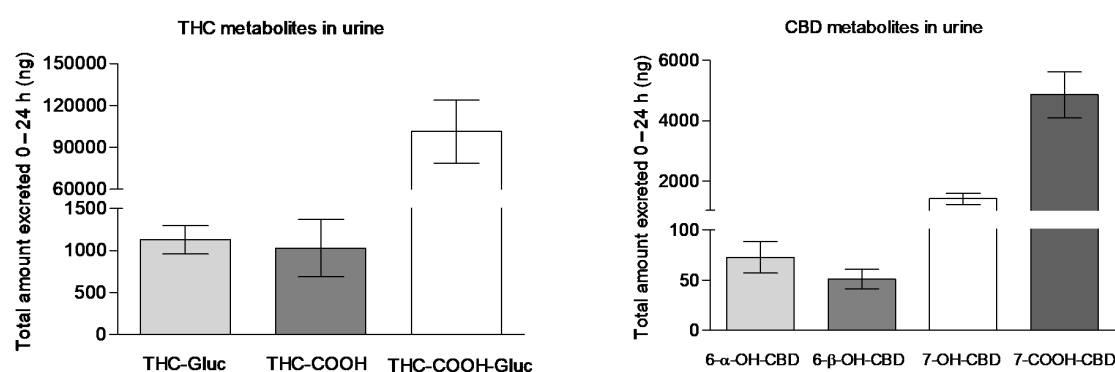 THC metabolites in urine
Total amount excreted 0–24 h (ng)
150000
120000
90000
60000
1500
1000
500
0
THC-Gluc THC-COOH THC-COOH-Gluc
CBD metabolites in urine
Total amount excreted 0–24 h (ng)
6000
4000
2000
100
50
0
6-α-OH-CBD 6-β-OH-CBD 7-OH-CBD 7-COOH-CBD